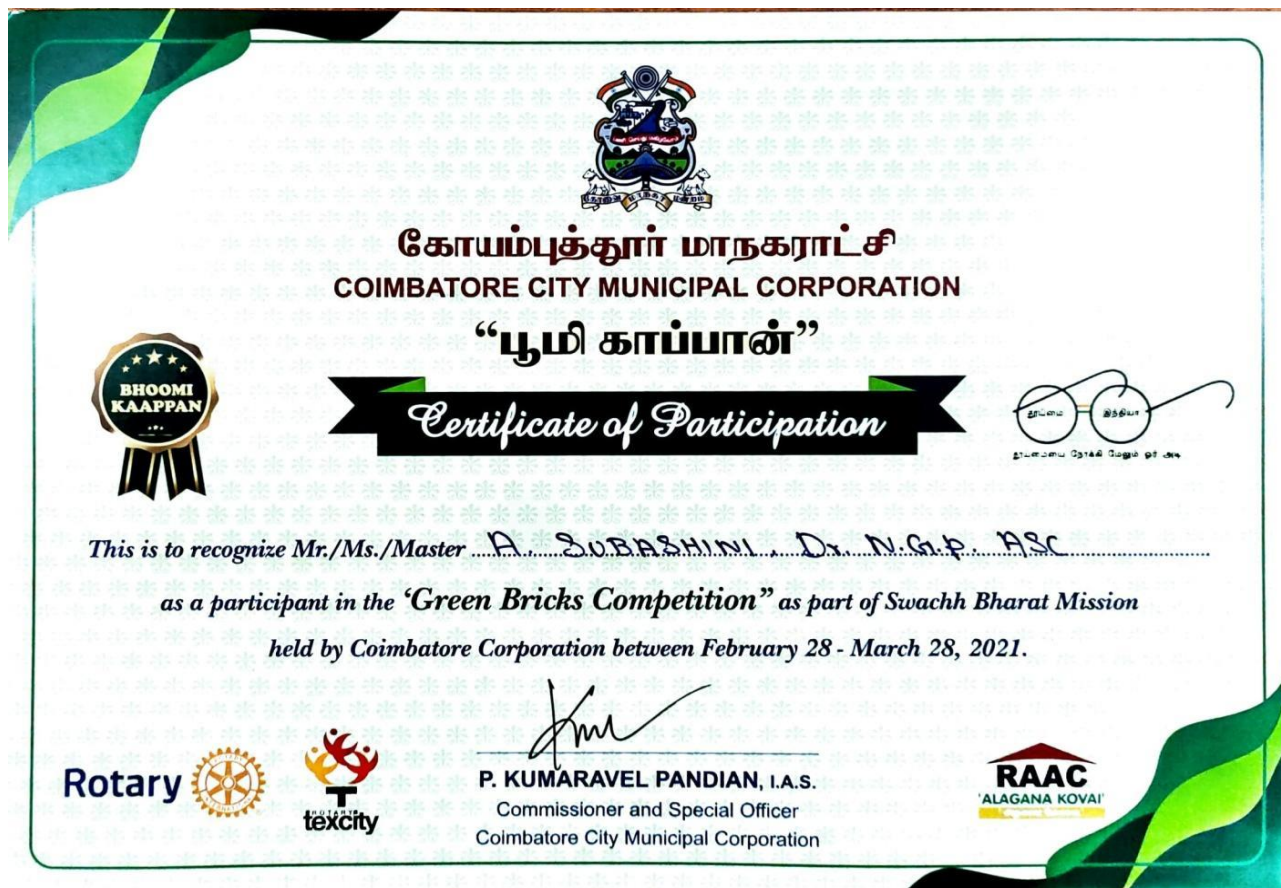 கோயம்புத்தூர் மாநகராட்சி
COIMBATORE CITY MUNICIPAL CORPORATION
“பூமி காப்பான்”
BHOOMI
KAAPPAN
Certificate of Participation
தூய்மை இந்தியா
தூய்மையை நோக்கி மேலும் ஓர் அடி
This is to recognize Mr./Ms./Master A. SUBASHINI, Dr. N.G.P. ASC
as a participant in the ‘Green Bricks Competition” as part of Swachh Bharat Mission
held by Coimbatore Corporation between February 28 - March 28, 2021.
Rotary
texcity
P. KUMARAVEL PANDIAN, I.A.S.
Commissioner and Special Officer
Coimbatore City Municipal Corporation
RAAC
'ALAGANA KOVAI'